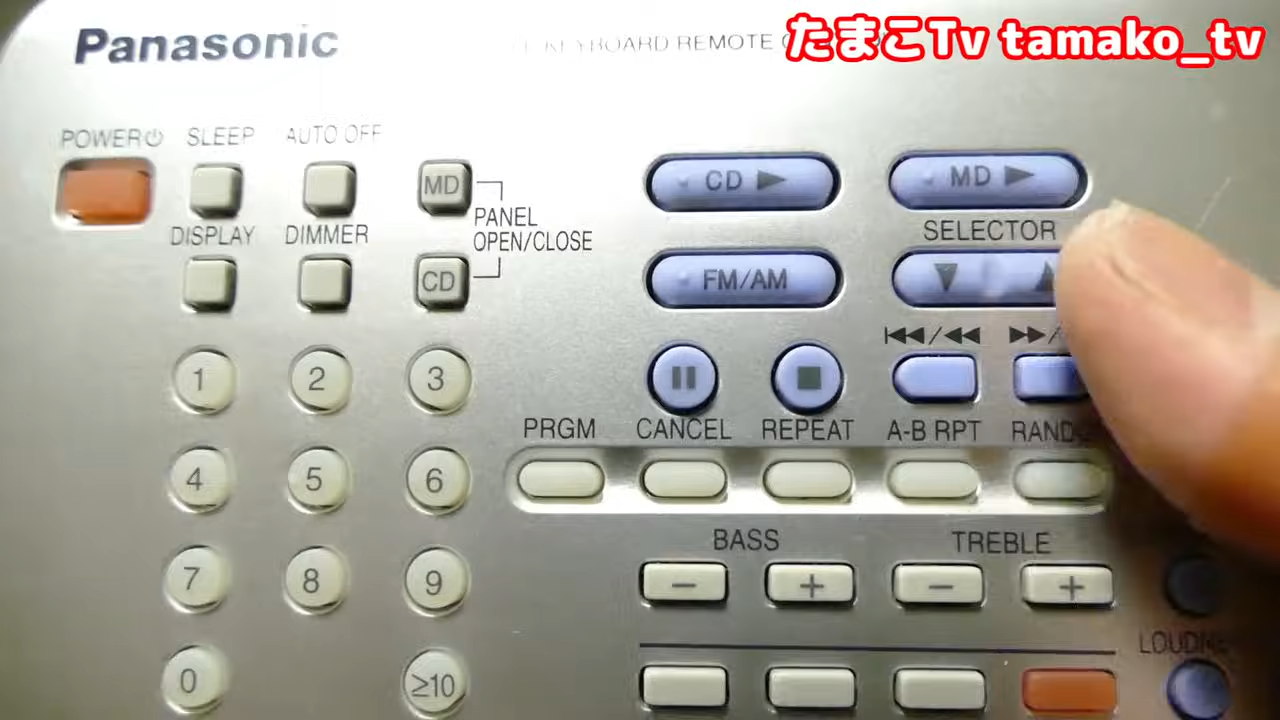 たまこTv tamako_tv
Panasonic
KEYBOARD REMOTE
POWER⏻ SLEEP AUTO OFF
MD CD ▶ MD ▶
PANEL OPEN/CLOSE
SELECTOR
DISPLAY DIMMER
CD FM/AM ▼ ▲
⏮/◀◀ ▶▶/
1 2 3 ⏸ ■
PRGM CANCEL REPEAT A-B RPT
4 5 6
BASS TREBLE
7 8 9 − + − +
0 ≥10